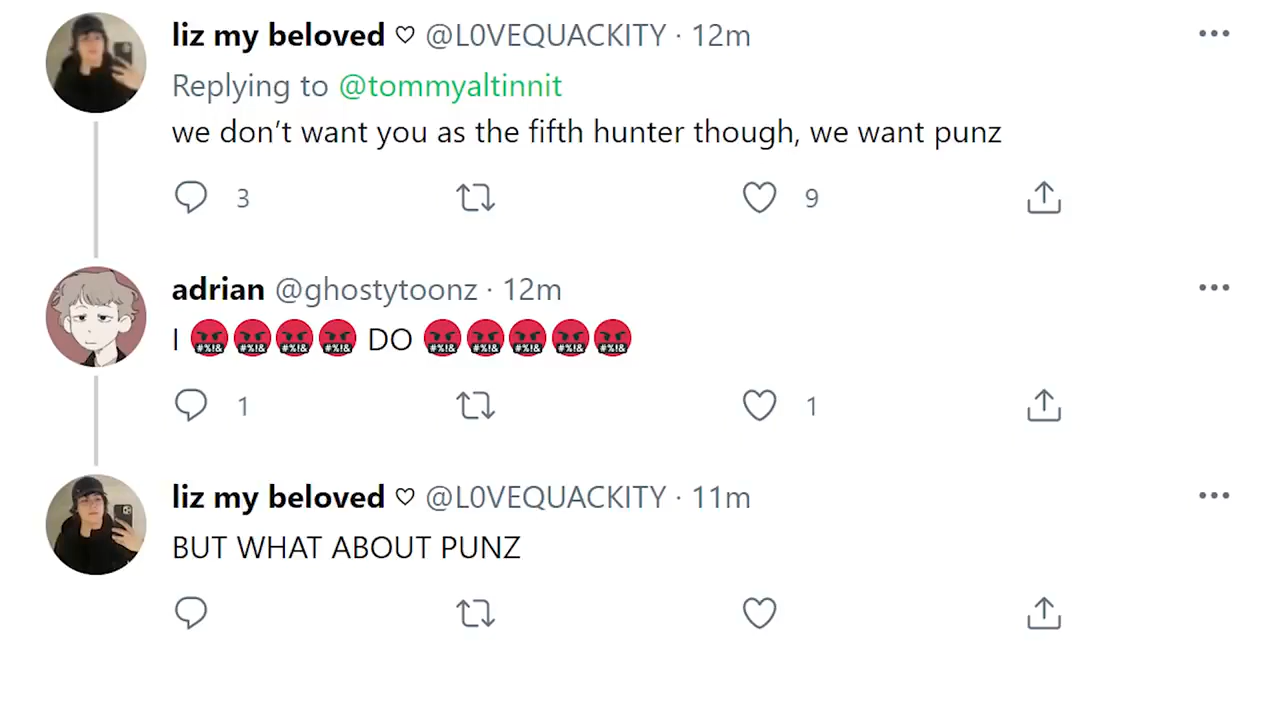 liz my beloved ♡ @L0VEQUACKITY · 12m
Replying to @tommyaltinnit
we don’t want you as the fifth hunter though, we want punz
3 9
adrian @ghostytoonz · 12m
I 🤬🤬🤬🤬 DO 🤬🤬🤬🤬🤬
1 1
liz my beloved ♡ @L0VEQUACKITY · 11m
BUT WHAT ABOUT PUNZ